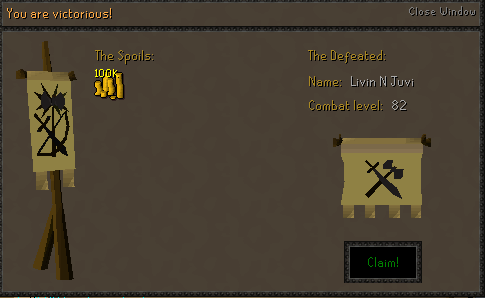 You are victorious!
Close Window
The Spoils:
100K
The Defeated:
Name: Livin N Juvi
Combat level: 82
Claim!